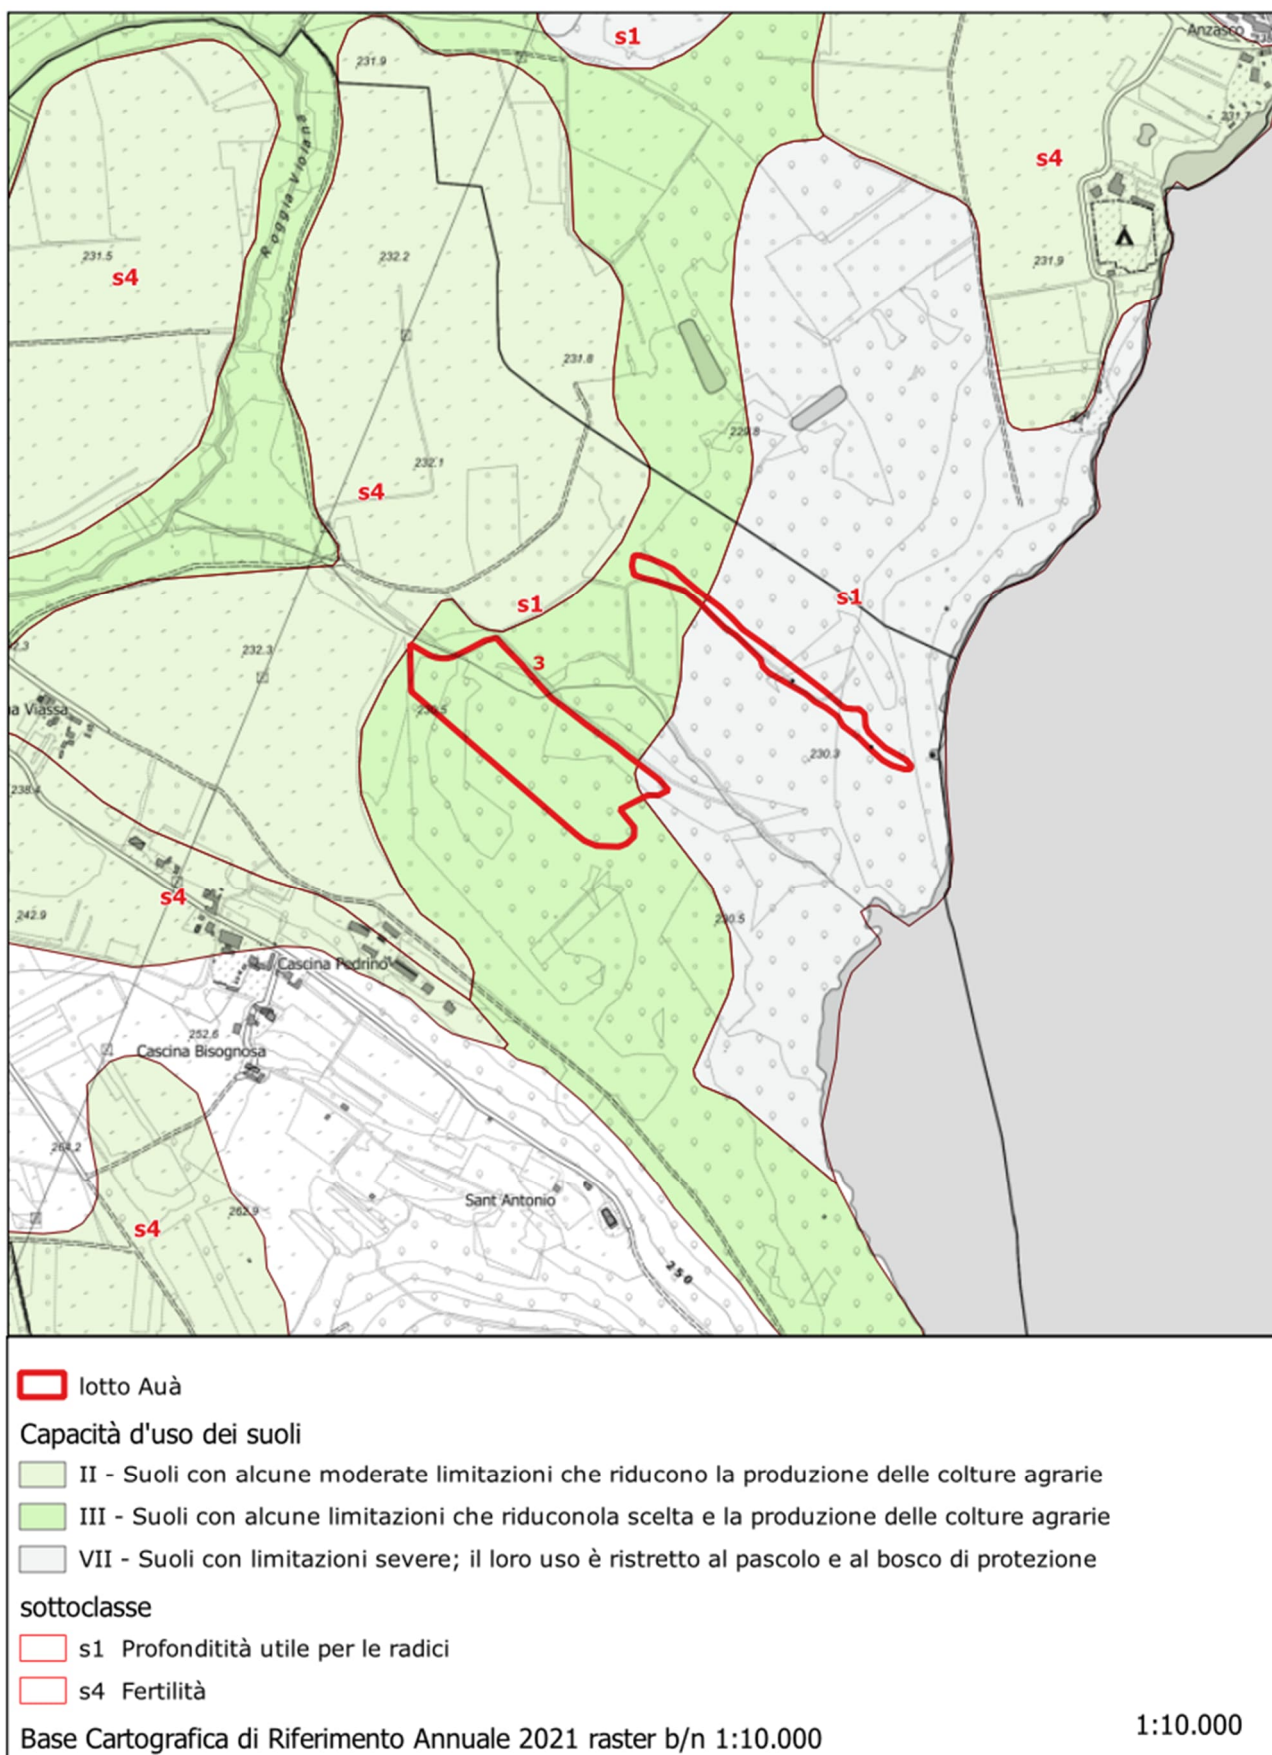 s1
Anzasco
231.9
231.7
s4
Roggia Viola
231.5
s4
232.2
231.9
231.8
229.8
232.1
s4
s1
s1
232.3
3
230.5
230.3
238.4
s4
242.9
230.5
Cascina Pedrino
252.6
Cascina Bisognosa
264.2
Sant Antonio
262.9
s4
250
lotto Auà
Capacità d'uso dei suoli
II - Suoli con alcune moderate limitazioni che riducono la produzione delle colture agrarie
III - Suoli con alcune limitazioni che riduconola scelta e la produzione delle colture agrarie
VII - Suoli con limitazioni severe; il loro uso è ristretto al pascolo e al bosco di protezione
sottoclasse
s1 Profonditità utile per le radici
s4 Fertilità
Base Cartografica di Riferimento Annuale 2021 raster b/n 1:10.000
1:10.000